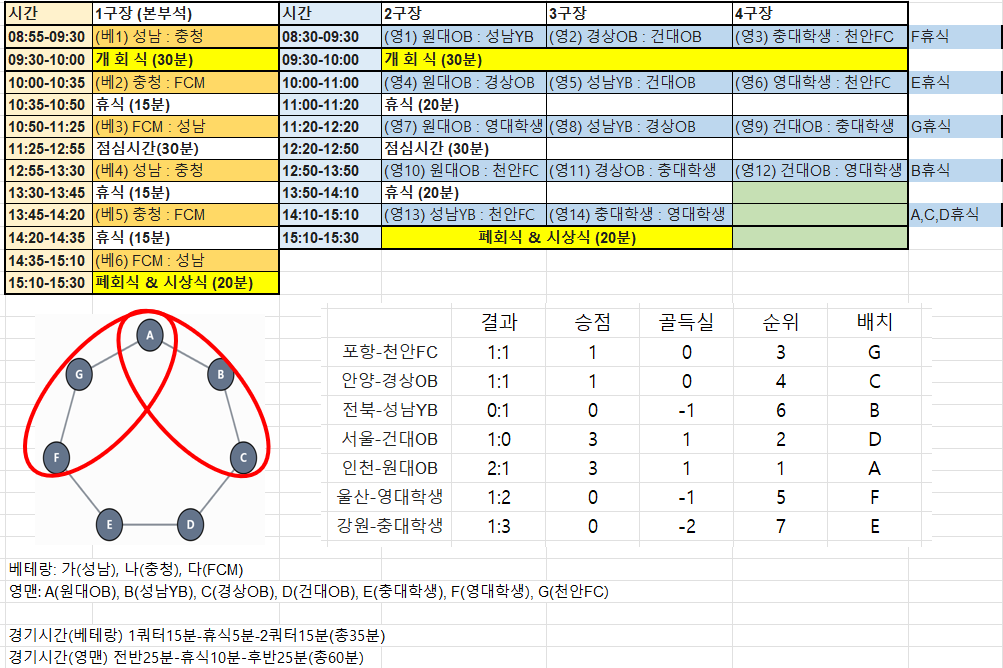 시간 1구장 (본부석) 시간 2구장 3구장 4구장
08:55-09:30 (베1) 성남 : 충청 08:30-09:30 (영1) 원대OB : 성남YB (영2) 경상OB : 건대OB (영3) 중대학생 : 천안FC F휴식
09:30-10:00 개 회 식 (30분) 09:30-10:00 개 회 식 (30분)
10:00-10:35 (베2) 충청 : FCM 10:00-11:00 (영4) 원대OB : 경상OB (영5) 성남YB : 건대OB (영6) 영대학생 : 천안FC E휴식
10:35-10:50 휴식 (15분) 11:00-11:20 휴식 (20분)
10:50-11:25 (베3) FCM : 성남 11:20-12:20 (영7) 원대OB : 영대학생 (영8) 성남YB : 경상OB (영9) 건대OB : 중대학생 G휴식
11:25-12:55 점심시간(30분) 12:20-12:50 점심시간 (30분)
12:55-13:30 (베4) 성남 : 충청 12:50-13:50 (영10) 원대OB : 천안FC (영11) 경상OB : 중대학생 (영12) 건대OB : 영대학생 B휴식
13:30-13:45 휴식 (15분) 13:50-14:10 휴식 (20분)
13:45-14:20 (베5) 충청 : FCM 14:10-15:10 (영13) 성남YB : 천안FC (영14) 중대학생 : 영대학생 A,C,D휴식
14:20-14:35 휴식 (15분) 15:10-15:30 폐회식 & 시상식 (20분)
14:35-15:10 (베6) FCM : 성남
15:10-15:30 폐회식 & 시상식 (20분)
A
G
B
F
C
E
D
결과 승점 골득실 순위 배치
포항-천안FC 1:1 1 0 3 G
안양-경상OB 1:1 1 0 4 C
전북-성남YB 0:1 0 -1 6 B
서울-건대OB 1:0 3 1 2 D
인천-원대OB 2:1 3 1 1 A
울산-영대학생 1:2 0 -1 5 F
강원-중대학생 1:3 0 -2 7 E
베테랑: 가(성남), 나(충청), 다(FCM)
영맨: A(원대OB), B(성남YB), C(경상OB), D(건대OB), E(중대학생), F(영대학생), G(천안FC)
경기시간(베테랑) 1쿼터15분-휴식5분-2쿼터15분(총35분)
경기시간(영맨) 전반25분-휴식10분-후반25분(총60분)